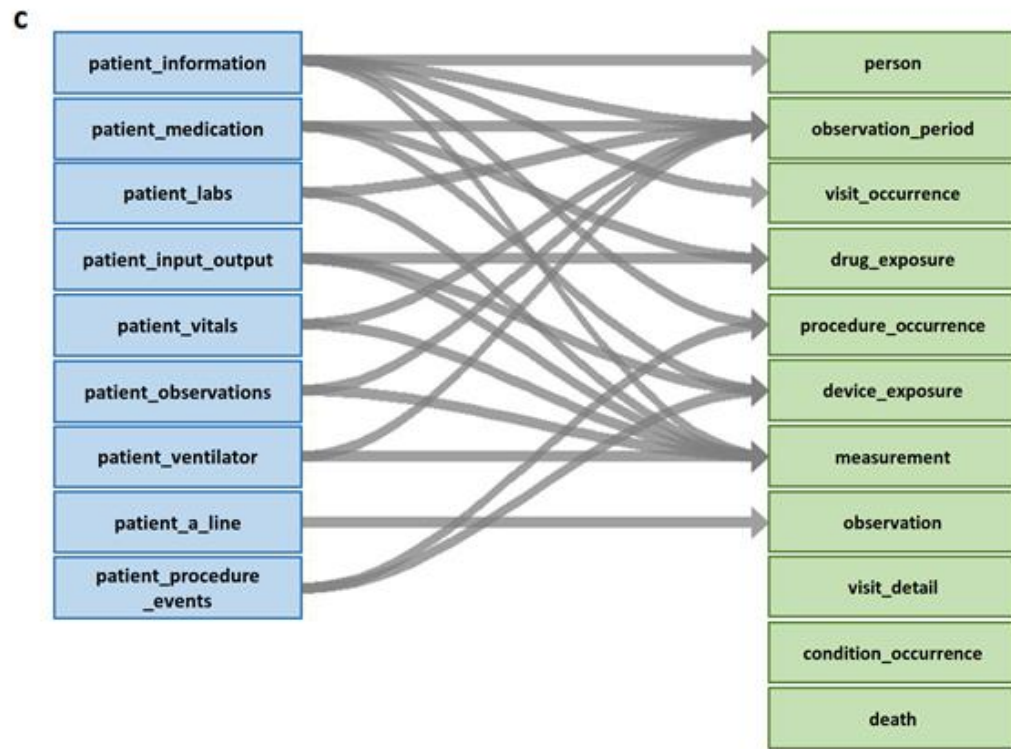 c
patient_information
patient_medication
patient_labs
patient_input_output
patient_vitals
patient_observations
patient_ventilator
patient_a_line
patient_procedure
_events
person
observation_period
visit_occurrence
drug_exposure
procedure_occurrence
device_exposure
measurement
observation
visit_detail
condition_occurrence
death